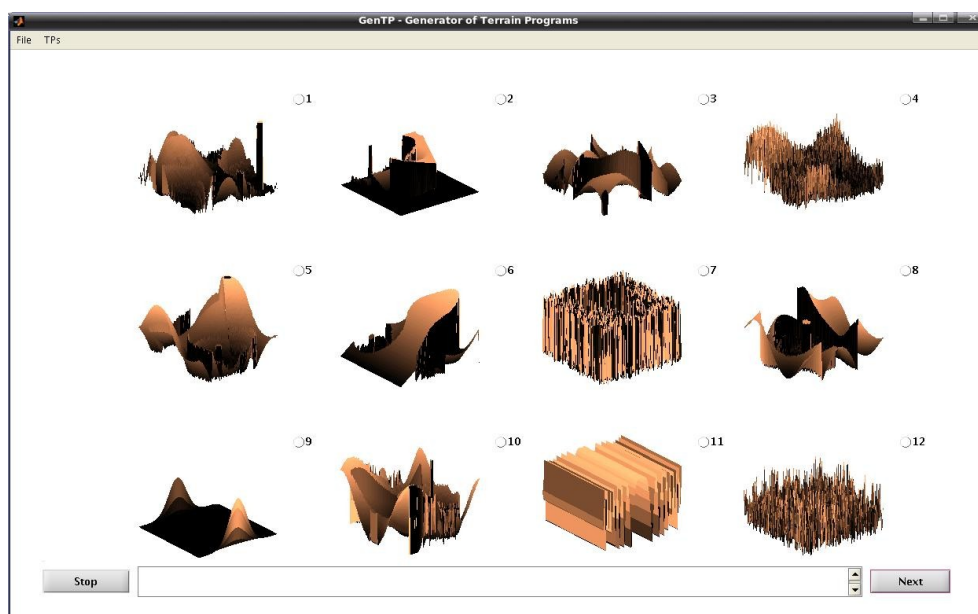 GenTP - Generator of Terrain Programs
File TPs
1 2 3 4
5 6 7 8
9 10 11 12
Stop Next